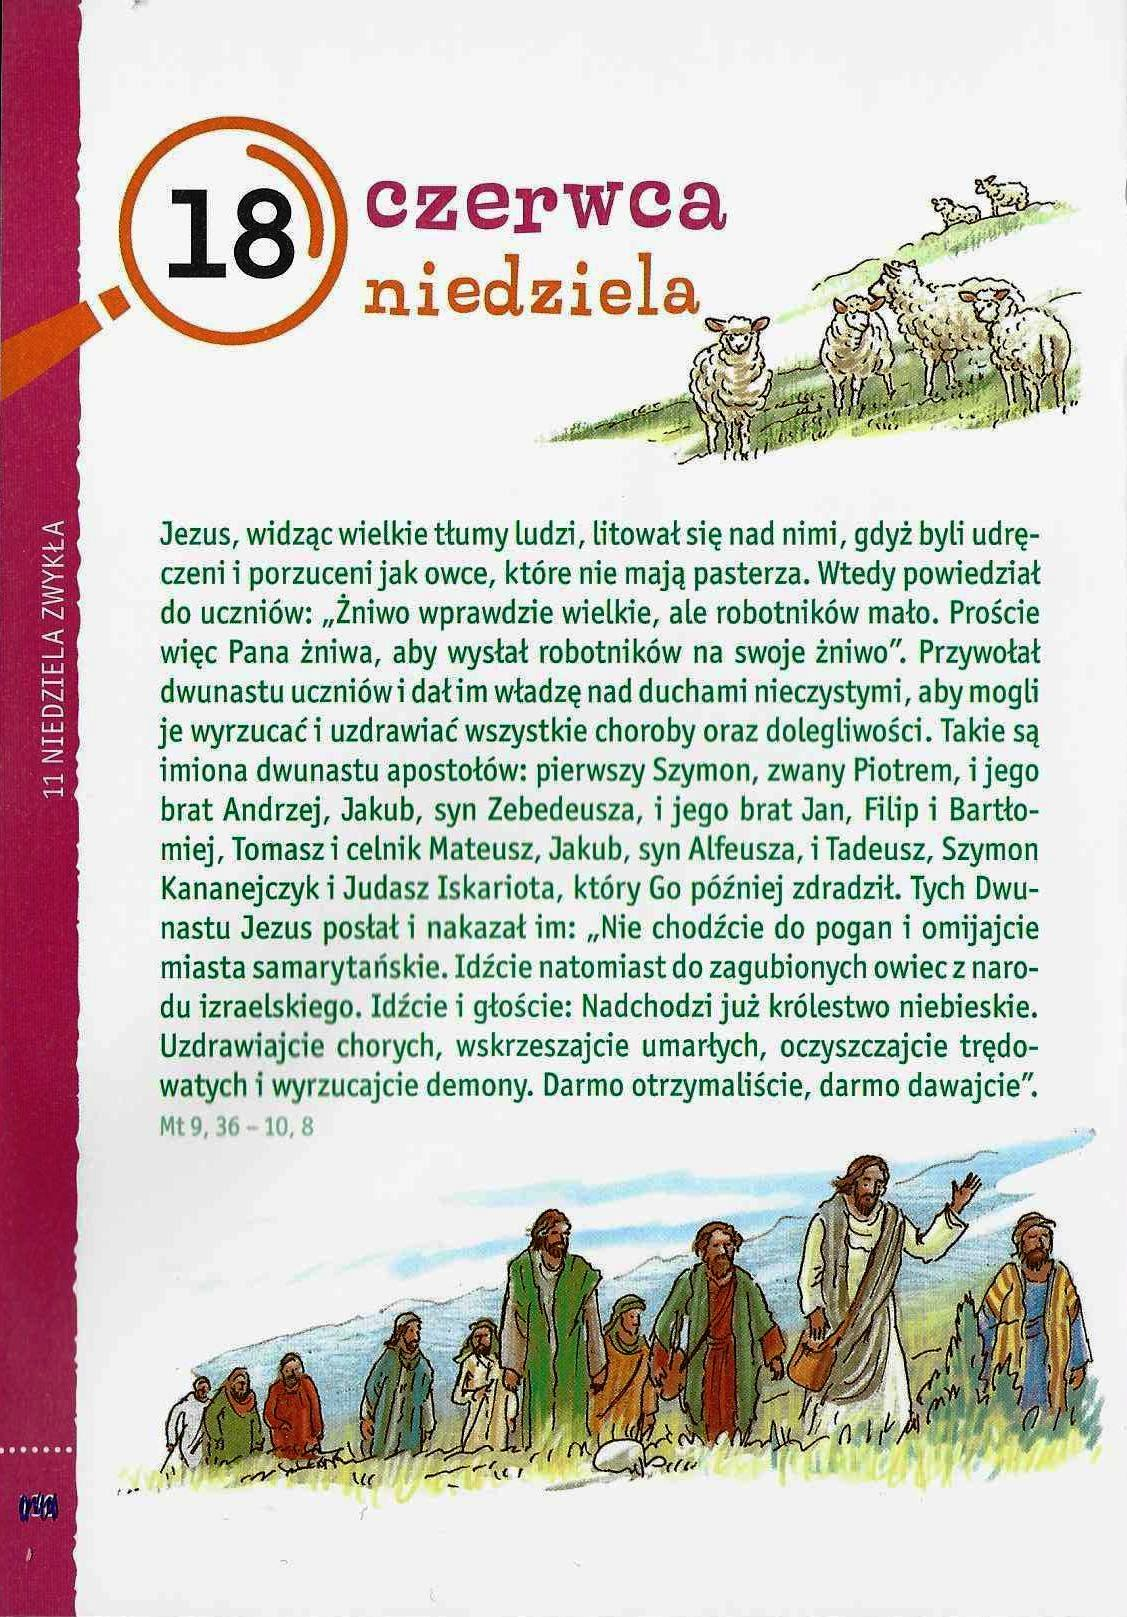 18
czerwca
niedziela
11 NIEDZIELA ZWYKŁA
Jezus, widząc wielkie tłumy ludzi, litował się nad nimi, gdyż byli udrę-
czeni i porzuceni jak owce, które nie mają pasterza. Wtedy powiedział
do uczniów: „Żniwo wprawdzie wielkie, ale robotników mało. Proście
więc Pana żniwa, aby wysłał robotników na swoje żniwo”. Przywołał
dwunastu uczniów i dał im władzę nad duchami nieczystymi, aby mogli
je wyrzucać i uzdrawiać wszystkie choroby oraz dolegliwości. Takie są
imiona dwunastu apostołów: pierwszy Szymon, zwany Piotrem, i jego
brat Andrzej, Jakub, syn Zebedeusza, i jego brat Jan, Filip i Bartło-
miej, Tomasz i celnik Mateusz, Jakub, syn Alfeusza, i Tadeusz, Szymon
Kananejczyk i Judasz Iskariota, który Go później zdradził. Tych Dwu-
nastu Jezus posłał i nakazał im: „Nie chodźcie do pogan i omijajcie
miasta samarytańskie. Idźcie natomiast do zagubionych owiec z naro-
du izraelskiego. Idźcie i głoście: Nadchodzi już królestwo niebieskie.
Uzdrawiajcie chorych, wskrzeszajcie umarłych, oczyszczajcie trędo-
watych i wyrzucajcie demony. Darmo otrzymaliście, darmo dawajcie”.
Mt 9, 36 – 10, 8